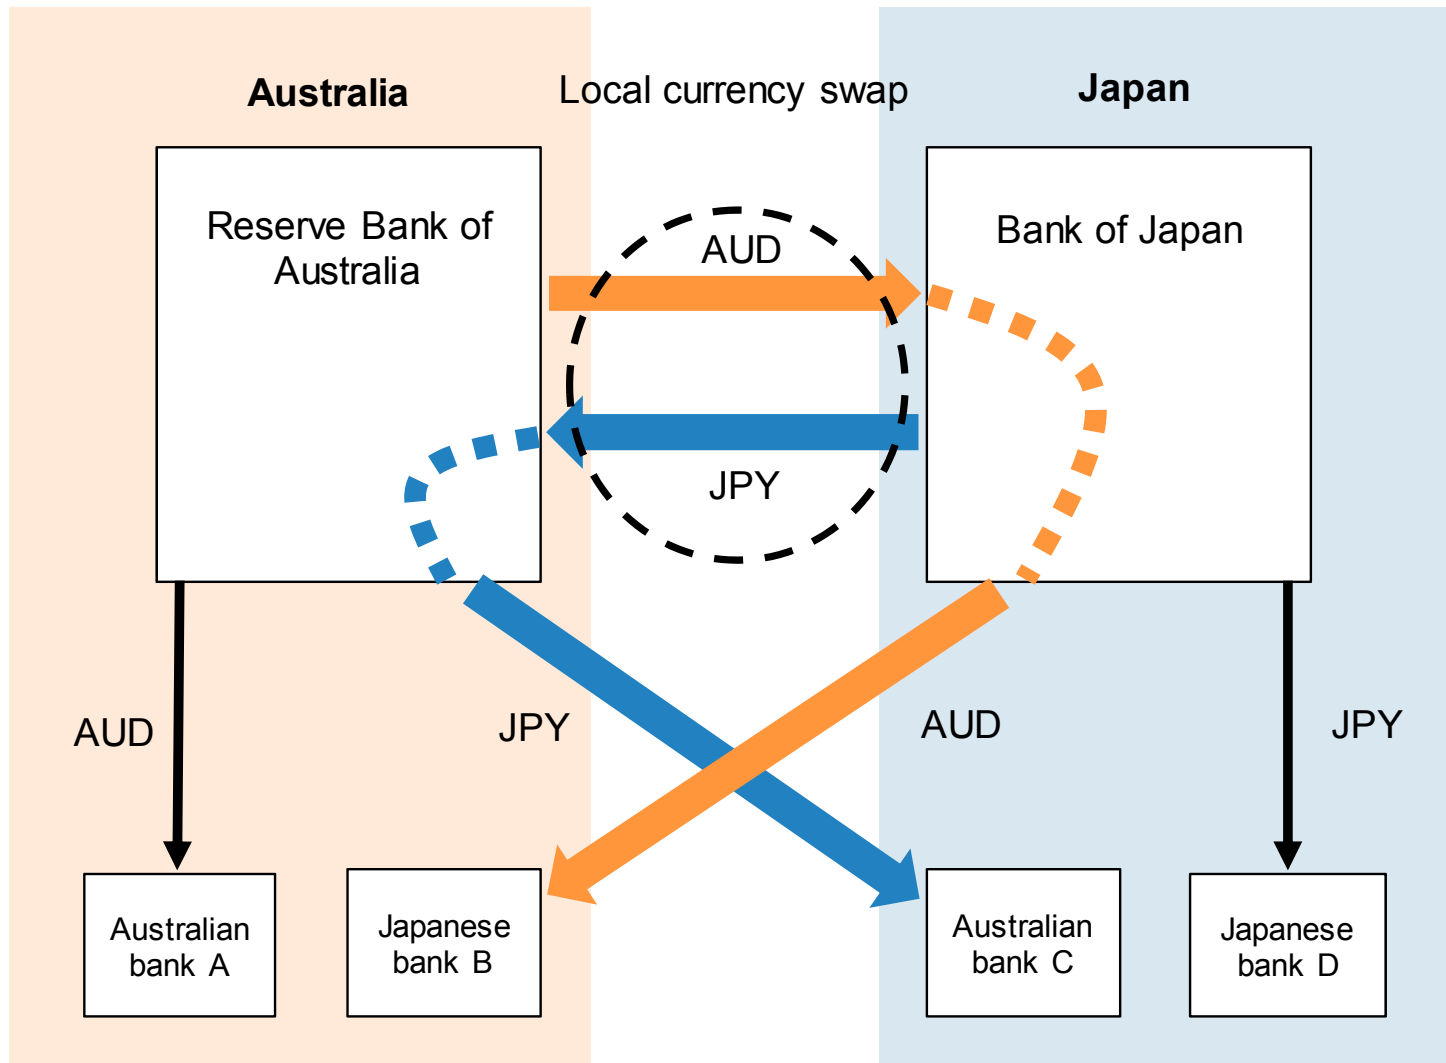 Australia
Local currency swap
Japan
Reserve Bank of
Australia
Bank of Japan
AUD
JPY
AUD
JPY
AUD
JPY
Australian
bank A
Japanese
bank B
Australian
bank C
Japanese
bank D